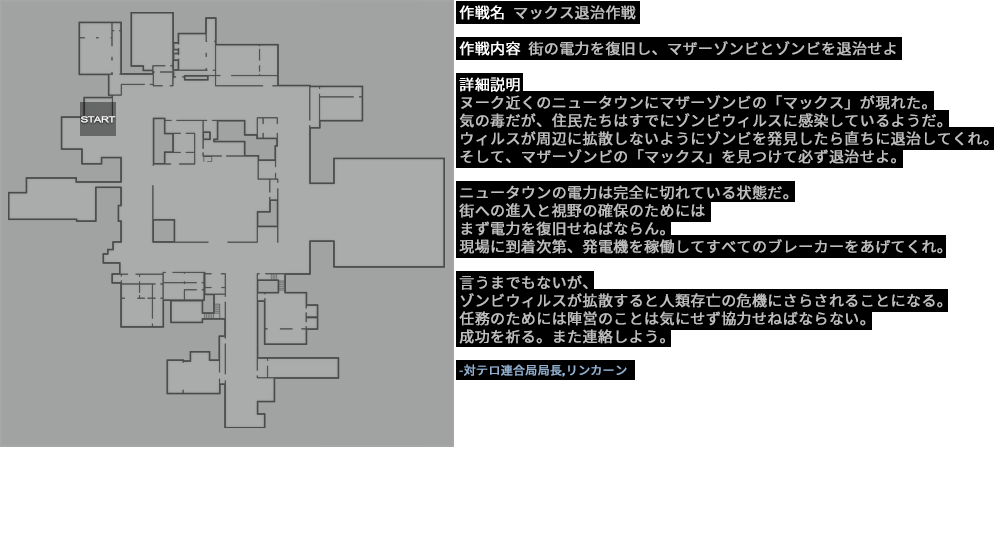 START
作戦名 マックス退治作戦
作戦内容 街の電力を復旧し、マザーゾンビとゾンビを退治せよ
詳細説明
ヌーク近くのニュータウンにマザーゾンビの「マックス」が現れた。
気の毒だが、住民たちはすでにゾンビウィルスに感染しているようだ。
ウィルスが周辺に拡散しないようにゾンビを発見したら直ちに退治してくれ。
そして、マザーゾンビの「マックス」を見つけて必ず退治せよ。
ニュータウンの電力は完全に切れている状態だ。
街への進入と視野の確保のためには
まず電力を復旧せねばならん。
現場に到着次第、発電機を稼働してすべてのブレーカーをあげてくれ。
言うまでもないが、
ゾンビウィルスが拡散すると人類存亡の危機にさらされることになる。
任務のためには陣営のことは気にせず協力せねばならない。
成功を祈る。また連絡しよう。
-対テロ連合局局長,リンカーン